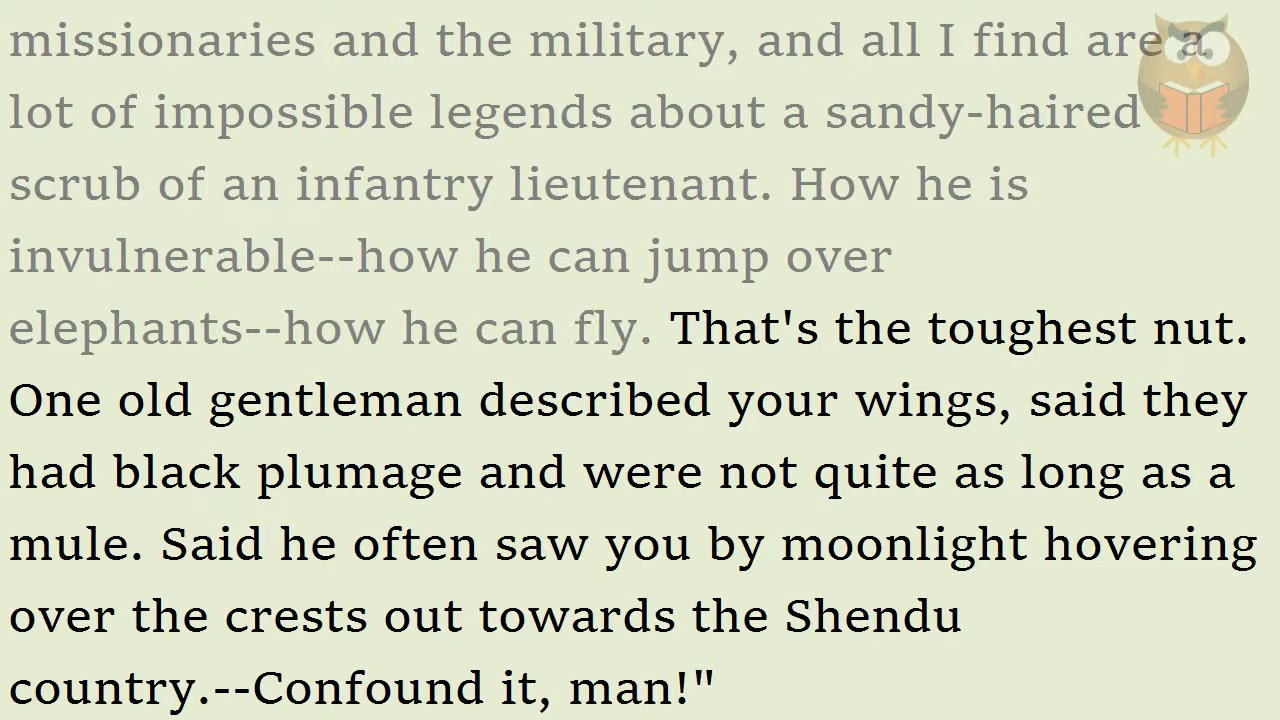 missionaries and the military, and all I find are a
lot of impossible legends about a sandy-haired
scrub of an infantry lieutenant. How he is
invulnerable--how he can jump over
elephants--how he can fly. That's the toughest nut.
One old gentleman described your wings, said they
had black plumage and were not quite as long as a
mule. Said he often saw you by moonlight hovering
over the crests out towards the Shendu
country.--Confound it, man!"